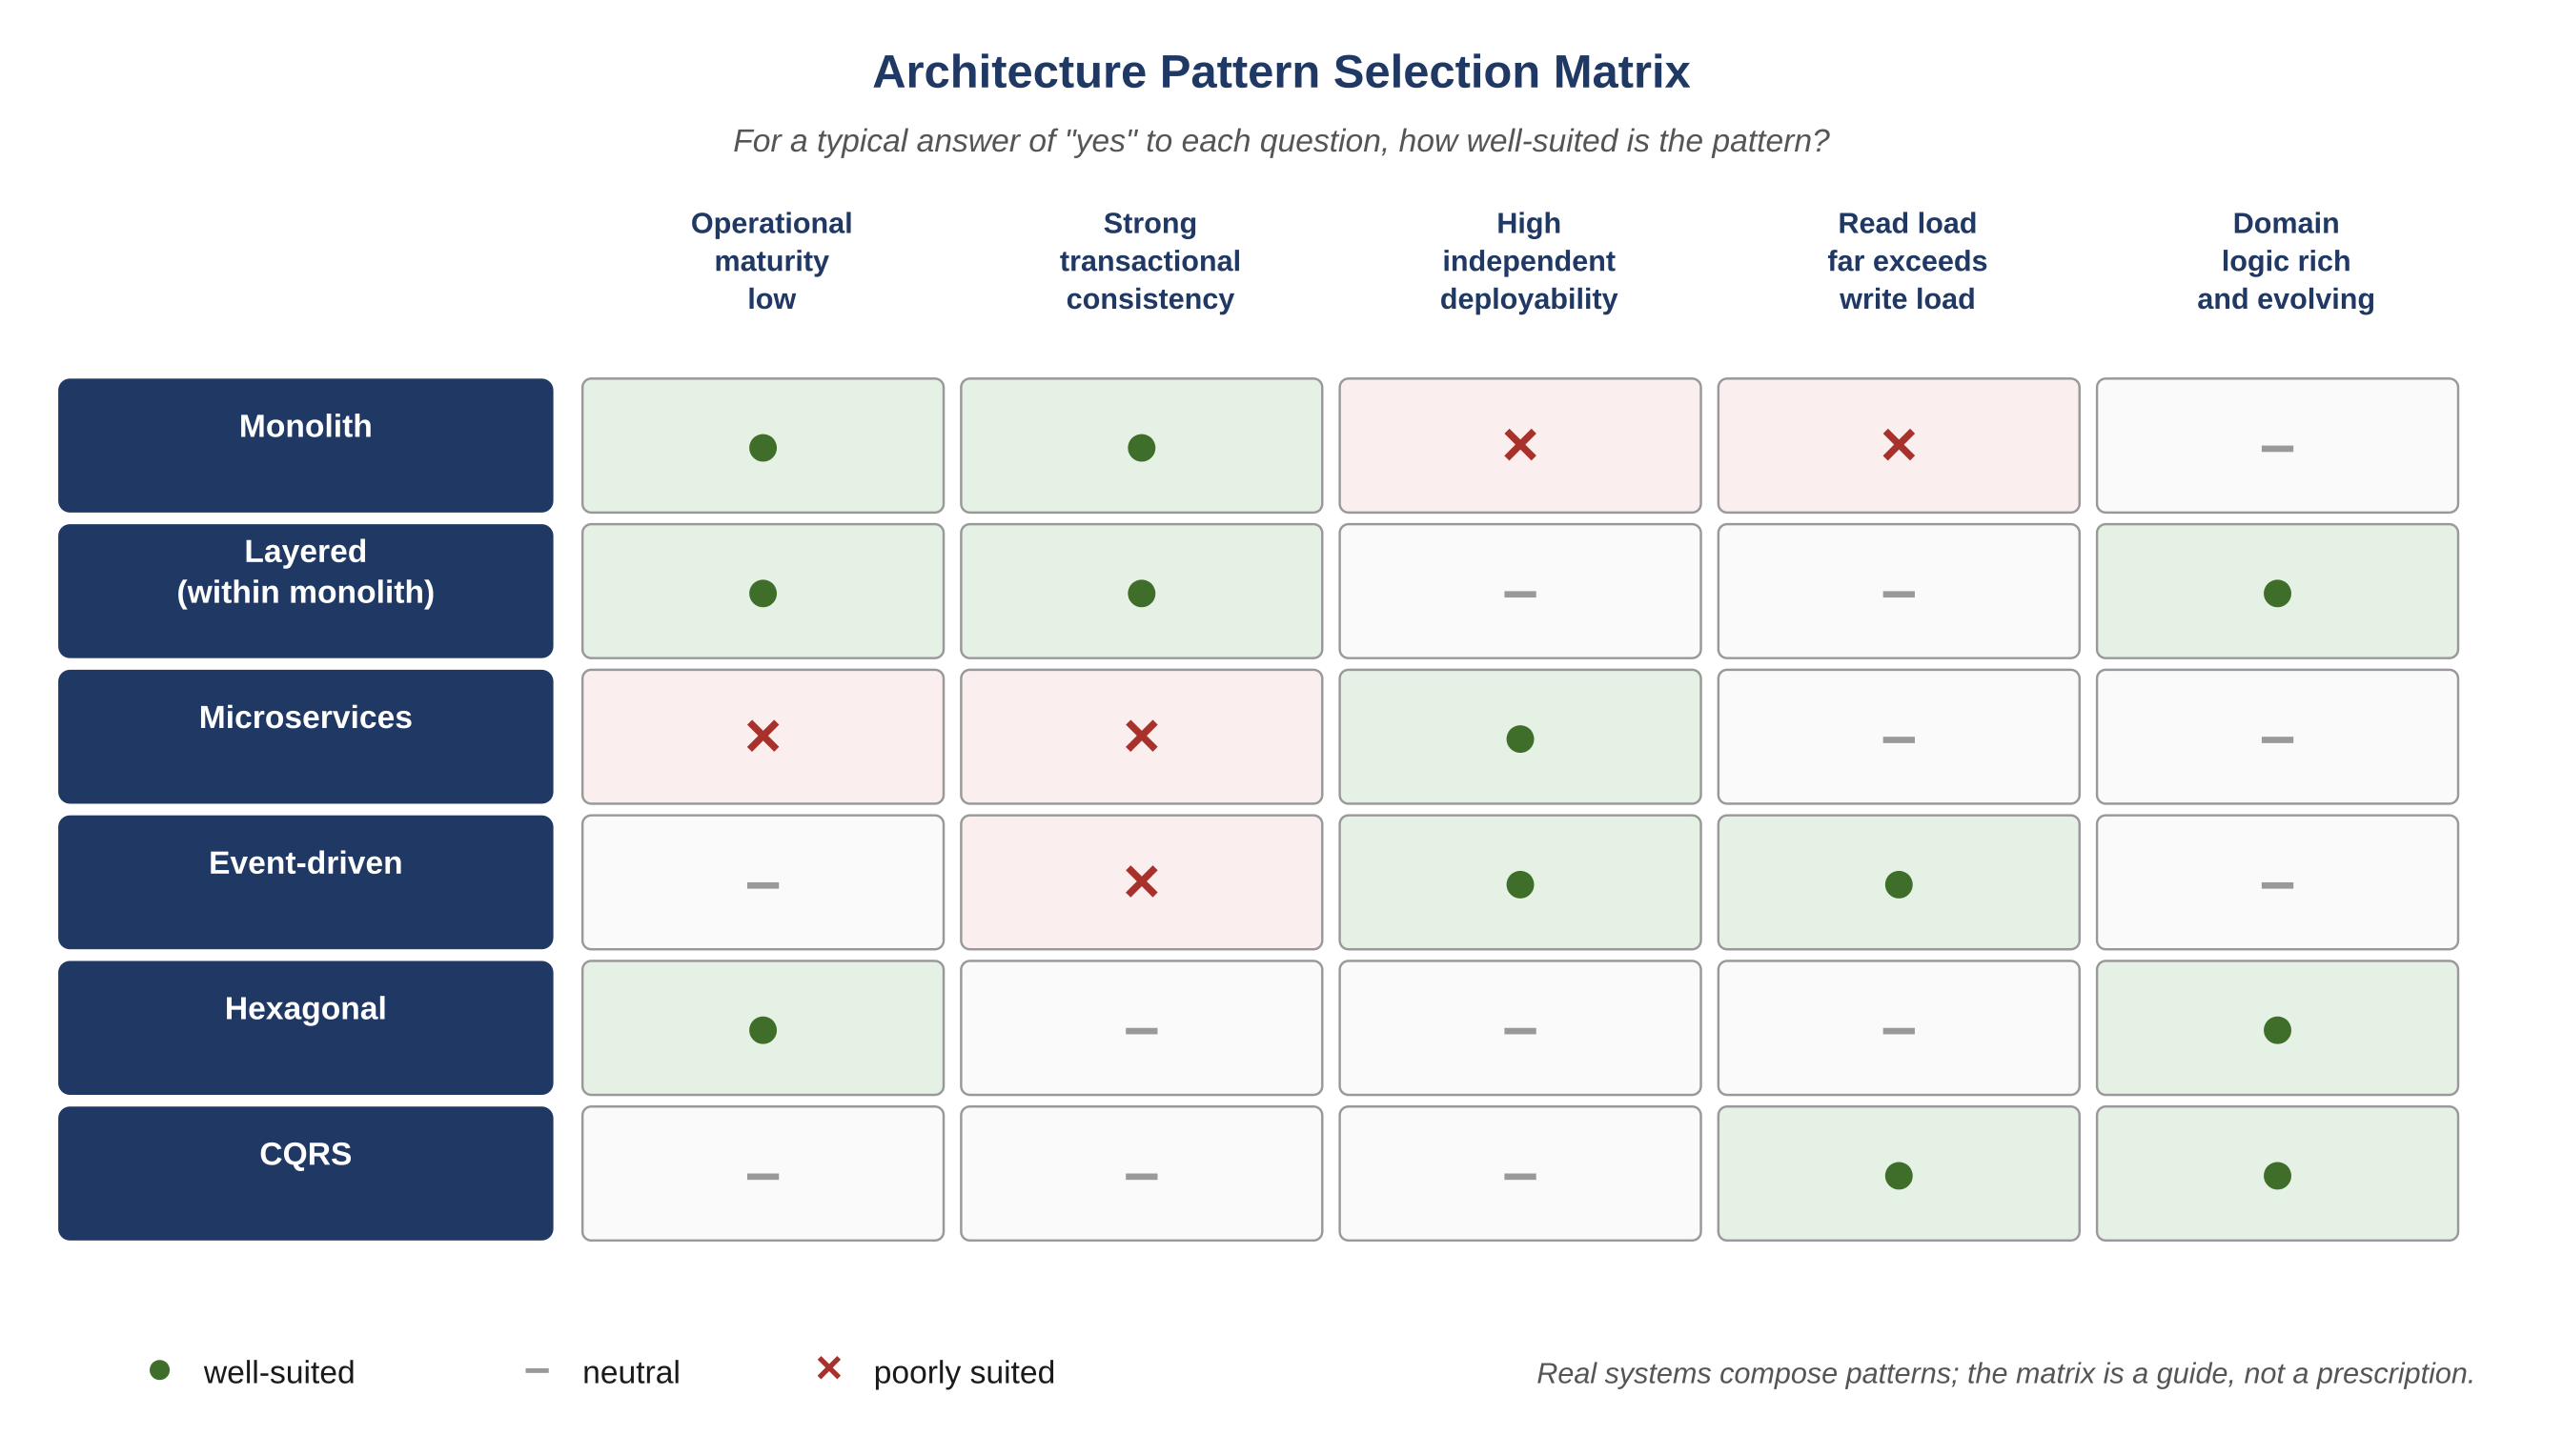 Architecture Pattern Selection Matrix
For a typical answer of "yes" to each question, how well-suited is the pattern?
Operational
maturity
low
Strong
transactional
consistency
High
independent
deployability
Read load
far exceeds
write load
Domain
logic rich
and evolving
Monolith
● ● ✕ ✕ –
Layered
(within monolith)
● ● – – ●
Microservices
✕ ✕ ● – –
Event-driven
– ✕ ● ● –
Hexagonal
● – – – ●
CQRS
– – – ● ●
● well-suited
– neutral
✕ poorly suited
Real systems compose patterns; the matrix is a guide, not a prescription.